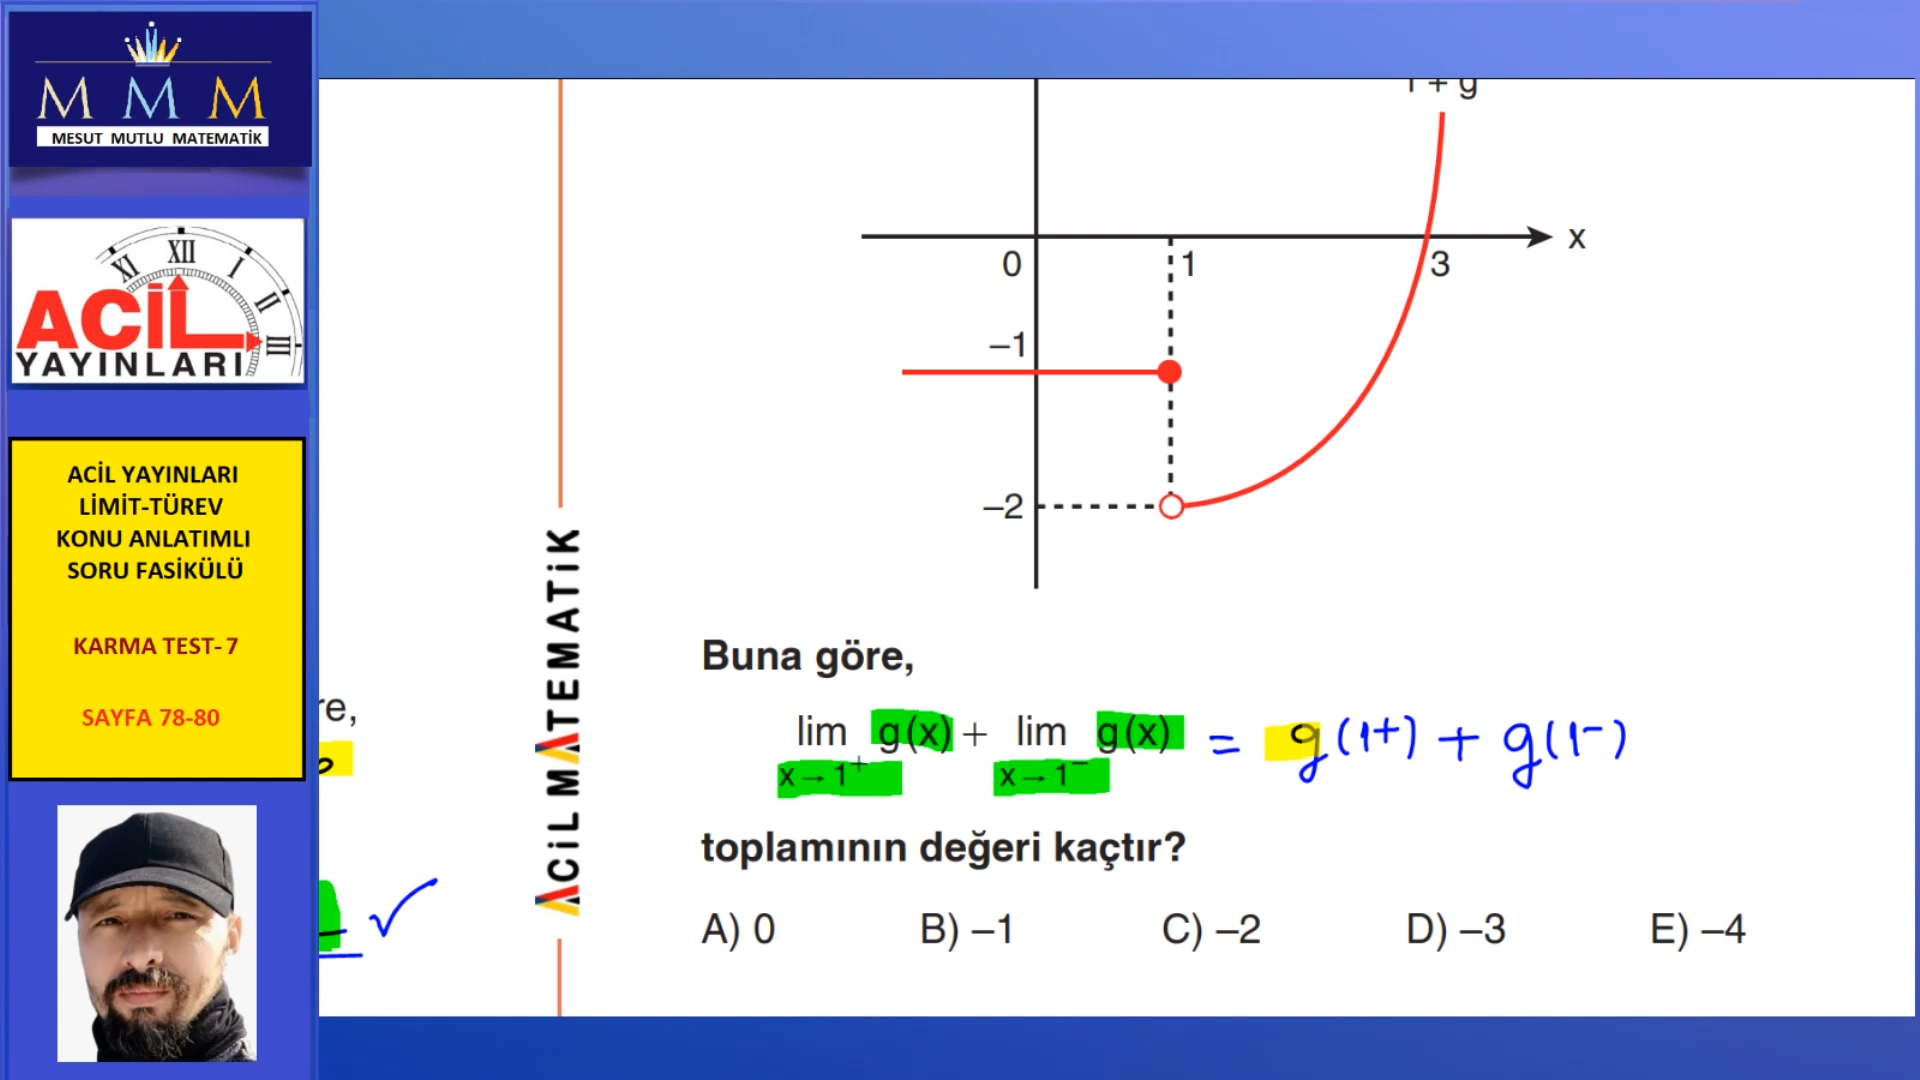 M M M
MESUT MUTLU MATEMATİK
XI XII I II III
ACİL
YAYINLARI
ACİL YAYINLARI
LİMİT-TÜREV
KONU ANLATIMLI
SORU FASİKÜLÜ
KARMA TEST- 7
SAYFA 78-80
re,
ACİL MATEMATİK
f + g
x
0
1
3
–1
–2
Buna göre,
lim g(x) + lim g(x) = g(1+) + g(1-)
x→1⁺ x→1⁻
toplamının değeri kaçtır?
A) 0 B) –1 C) –2 D) –3 E) –4